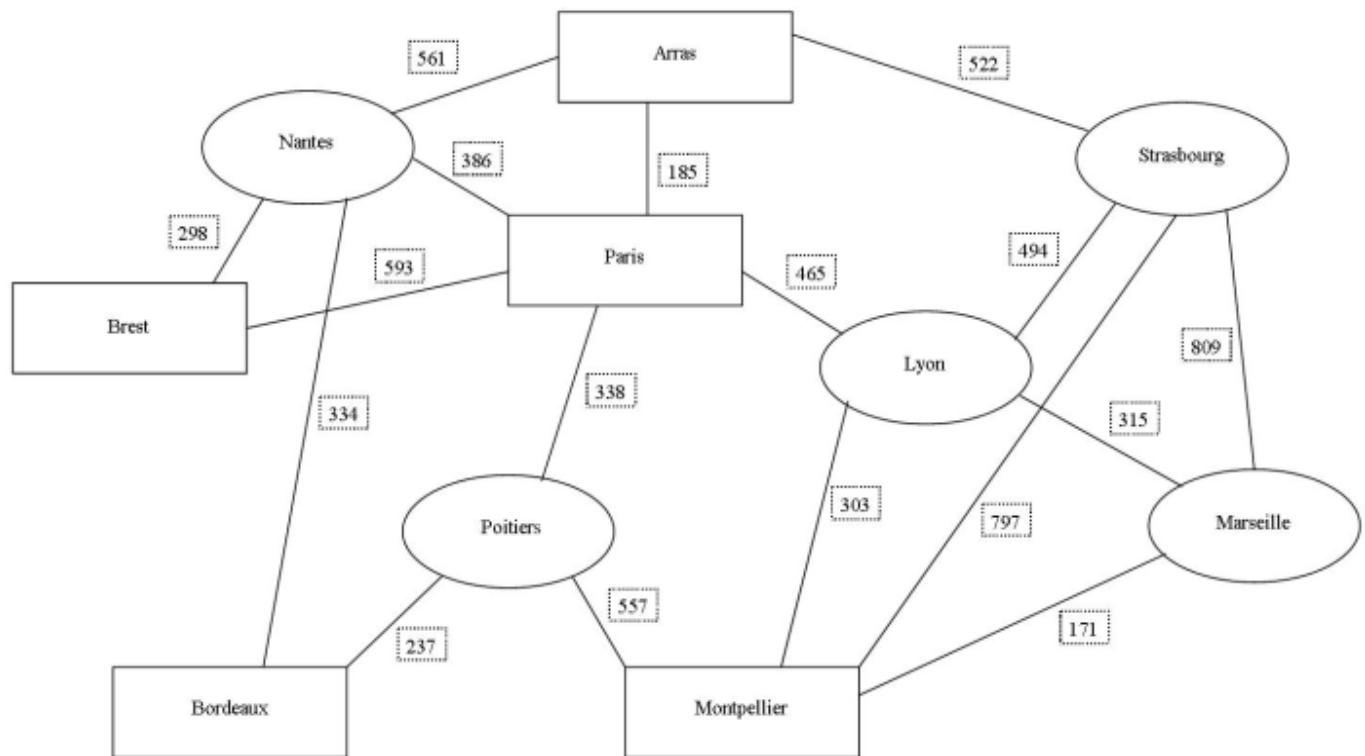 Arras
561
522
Nantes
Strasbourg
386
185
298
593
Paris
465
494
Brest
Lyon
809
338
334
315
303
797
Poitiers
Marseille
557
237
171
Bordeaux
Montpellier